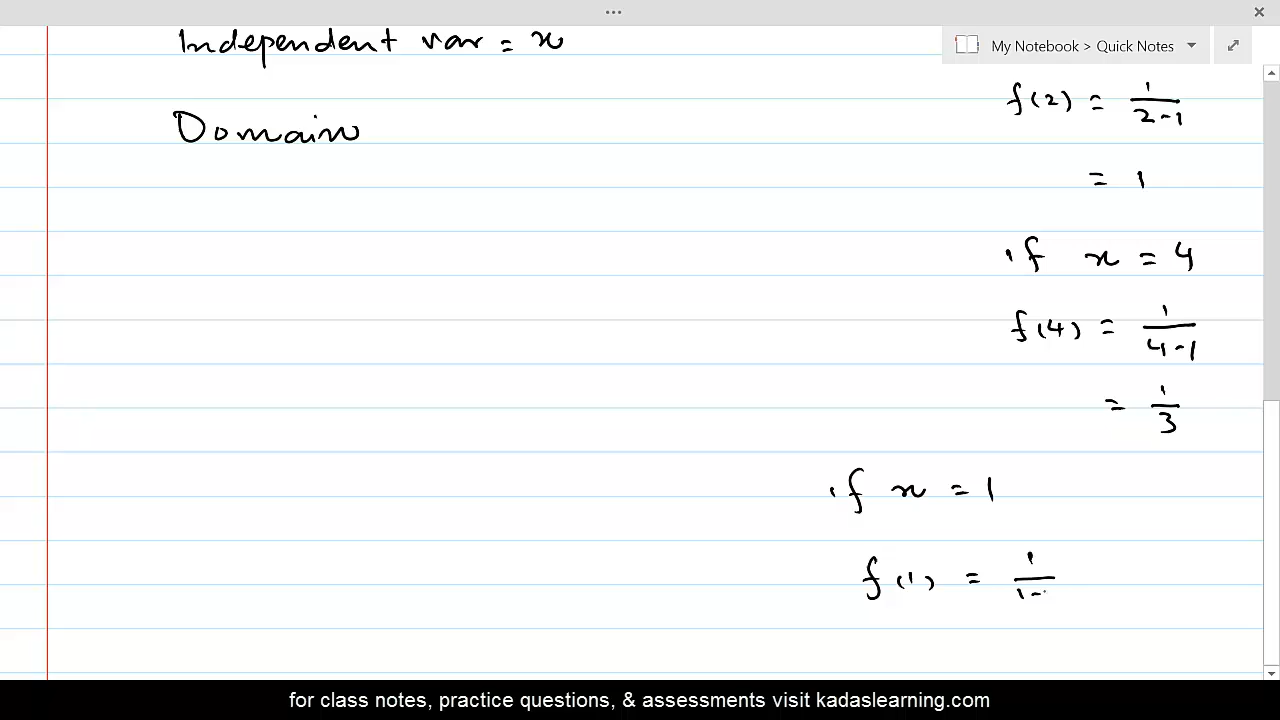 ...
×
Independent var = x
My Notebook > Quick Notes
f(2) = 1/2-1
Domain
= 1
if x = 4
f(4) = 1/4-1
= 1/3
if x = 1
f(1) = 1/1-
for class notes, practice questions, & assessments visit kadaslearning.com